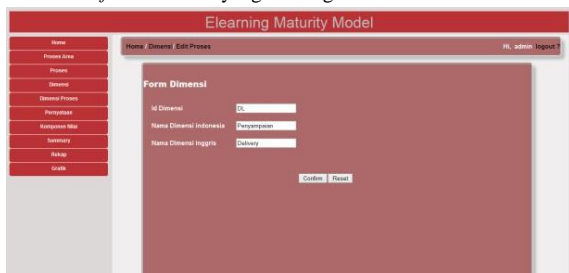 Elearning Maturity Model
Home
Proses Area
Proses
Dimensi
Dimensi Proses
Pernyataan
Komposisi Nilai
Summary
Rekap
Grafik
Home / Dimensi / Edit Proses
Hi, admin logout ?
Form Dimensi
Id Dimensi DL
Nama Dimensi Indonesia Penyampaian
Nama Dimensi Inggris Delivery
Confirm Reset